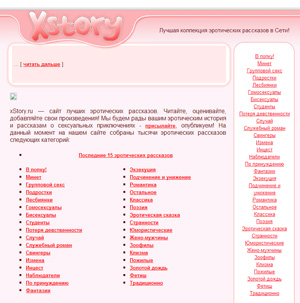 Xstory
Лучшая коллекция эротических рассказов в Сети!
... [ читать дальше ]
xStory.ru — сайт лучших эротических рассказов. Читайте, оценивайте,
добавляйте свои произведения! Мы будем рады вашим эротическим история
и рассказам о сексуальных приключениях - присылайте, опубликуем! На
данный момент на нашем сайте собраны тысячи эротических рассказов
следующих категорий:
Последние 15 эротических рассказов
В попку!
Минет
Групповой секс
Подростки
Лесбиянки
Гомосексуалы
Бисексуалы
Студенты
Потеря девственности
Случай
Служебный роман
Свингеры
Измена
Инцест
Наблюдатели
По принуждению
Фантазии
Экзекуция
Подчинение и унижение
Романтика
Остальное
Классика
Поэзия
Эротическая сказка
Странности
Юмористические
Жено-мужчины
Зоофилы
Клизма
Пожилые
Золотой дождь
Фетиш
Традиционно
В попку!
Минет
Групповой секс
Подростки
Лесбиянки
Гомосексуалы
Бисексуалы
Студенты
Потеря девственности
Случай
Служебный роман
Свингеры
Измена
Инцест
Наблюдатели
По принуждению
Фантазии
Экзекуция
Подчинение и
унижение
Романтика
Остальное
Классика
Поэзия
Эротическая сказка
Странности
Юмористические
Жено-мужчины
Зоофилы
Клизма
Пожилые
Золотой дождь
Фетиш
Традиционно